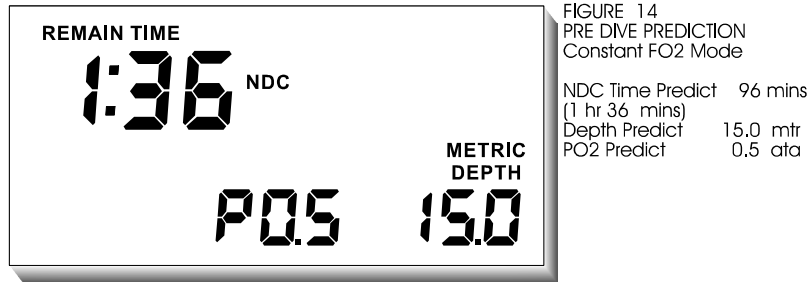 REMAIN TIME
1:36 NDC
METRIC
DEPTH
P0.5 15.0
FIGURE 14
PRE DIVE PREDICTION
Constant FO2 Mode
NDC Time Predict 96 mins
(1 hr 36 mins)
Depth Predict 15.0 mtr
PO2 Predict 0.5 ata